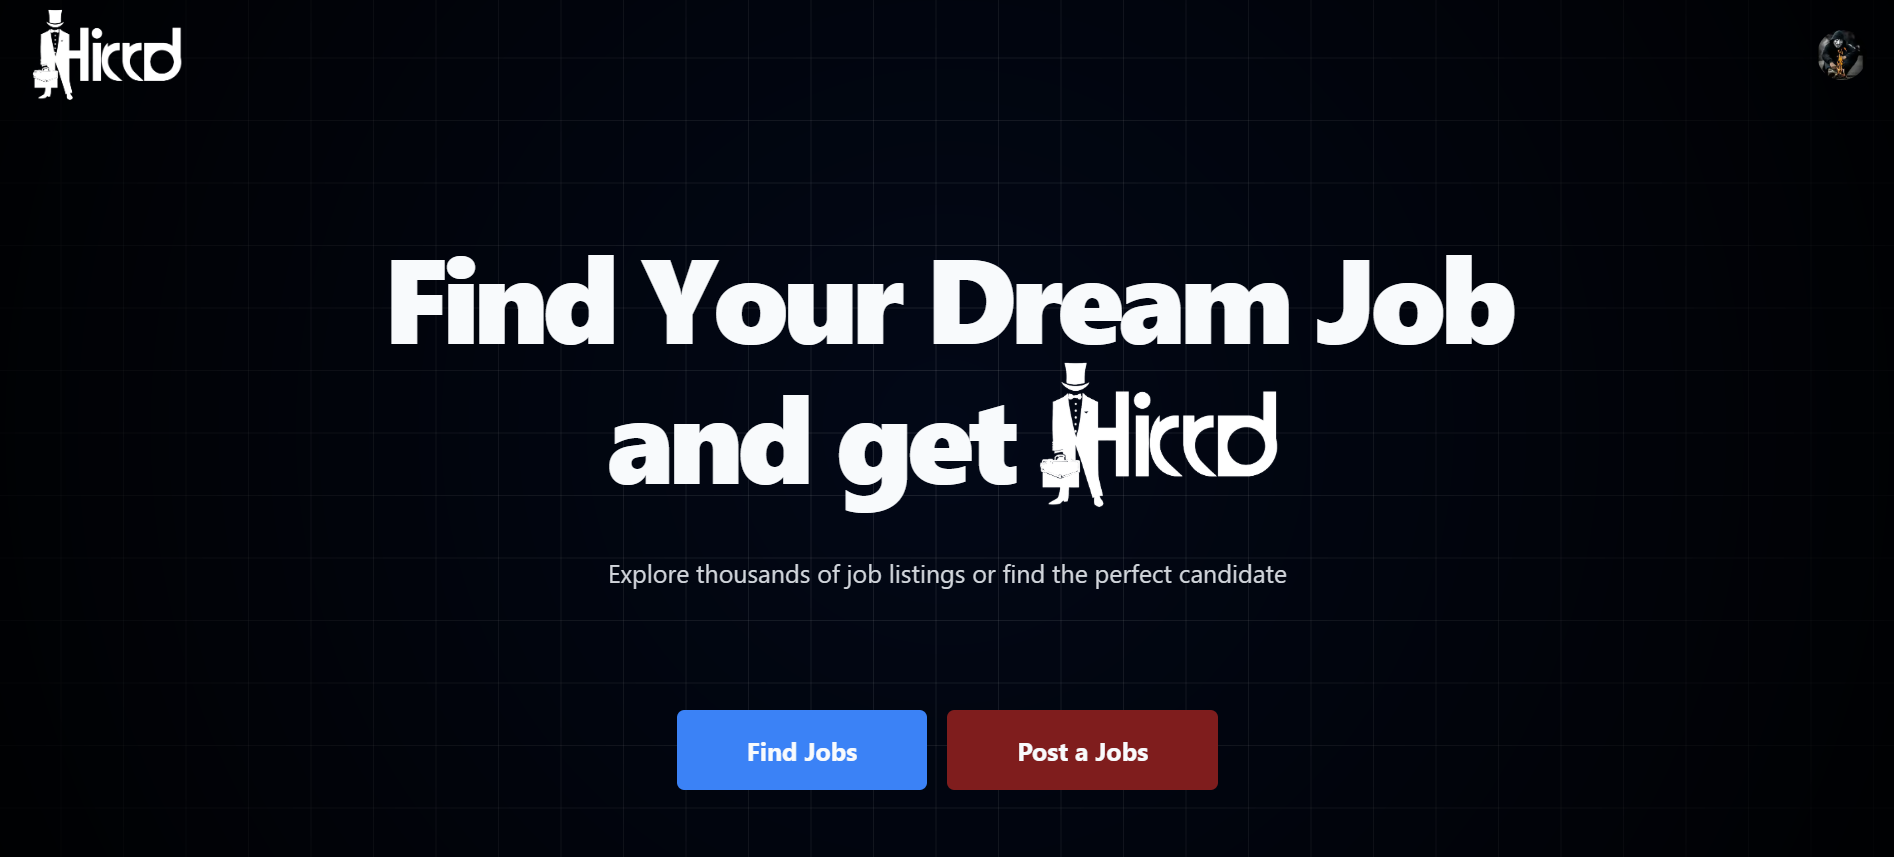 Hirrd
Find Your Dream Job
and get Hirrd
Explore thousands of job listings or find the perfect candidate
Find Jobs
Post a Jobs